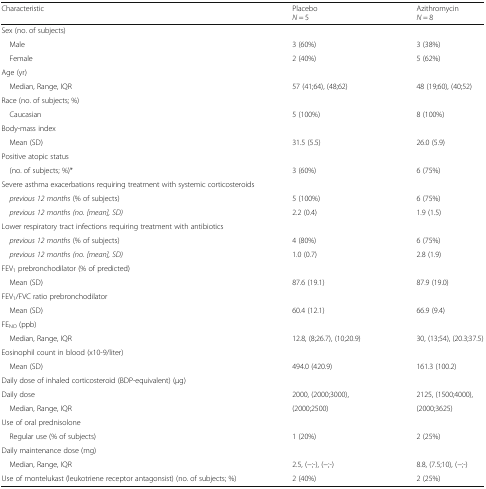 Characteristic Placebo Azithromycin
N = 5 N = 8
Sex (no. of subjects)
Male 3 (60%) 3 (38%)
Female 2 (40%) 5 (62%)
Age (yr)
Median, Range, IQR 57 (41;64), (48;62) 48 (19;60), (40;52)
Race (no. of subjects; %)
Caucasian 5 (100%) 8 (100%)
Body-mass index
Mean (SD) 31.5 (5.5) 26.0 (5.9)
Positive atopic status
(no. of subjects; %)* 3 (60%) 6 (75%)
Severe asthma exacerbations requiring treatment with systemic corticosteroids
previous 12 months (% of subjects) 5 (100%) 6 (75%)
previous 12 months (no. [mean], SD) 2.2 (0.4) 1.9 (1.5)
Lower respiratory tract infections requiring treatment with antibiotics
previous 12 months (% of subjects) 4 (80%) 6 (75%)
previous 12 months (no. [mean], SD) 1.0 (0.7) 2.8 (1.9)
FEV1 prebronchodilator (% of predicted)
Mean (SD) 87.6 (19.1) 87.9 (19.0)
FEV1/FVC ratio prebronchodilator
Mean (SD) 60.4 (12.1) 66.9 (9.4)
FENO (ppb)
Median, Range, IQR 12.8, (8;26.7), (10;20.9) 30, (13;54), (20.3;37.5)
Eosinophil count in blood (x10-9/liter)
Mean (SD) 494.0 (420.9) 161.3 (100.2)
Daily dose of inhaled corticosteroid (BDP-equivalent) (μg)
Daily dose 2000, (2000;3000), 2125, (1500;4000),
Median, Range, IQR (2000;2500) (2000;3625)
Use of oral prednisolone
Regular use (% of subjects) 1 (20%) 2 (25%)
Daily maintenance dose (mg)
Median, Range, IQR 2.5, (−;-), (−;-) 8.8, (7.5;10), (−;-)
Use of montelukast (leukotriene receptor antagonsist) (no. of subjects; %) 2 (40%) 2 (25%)